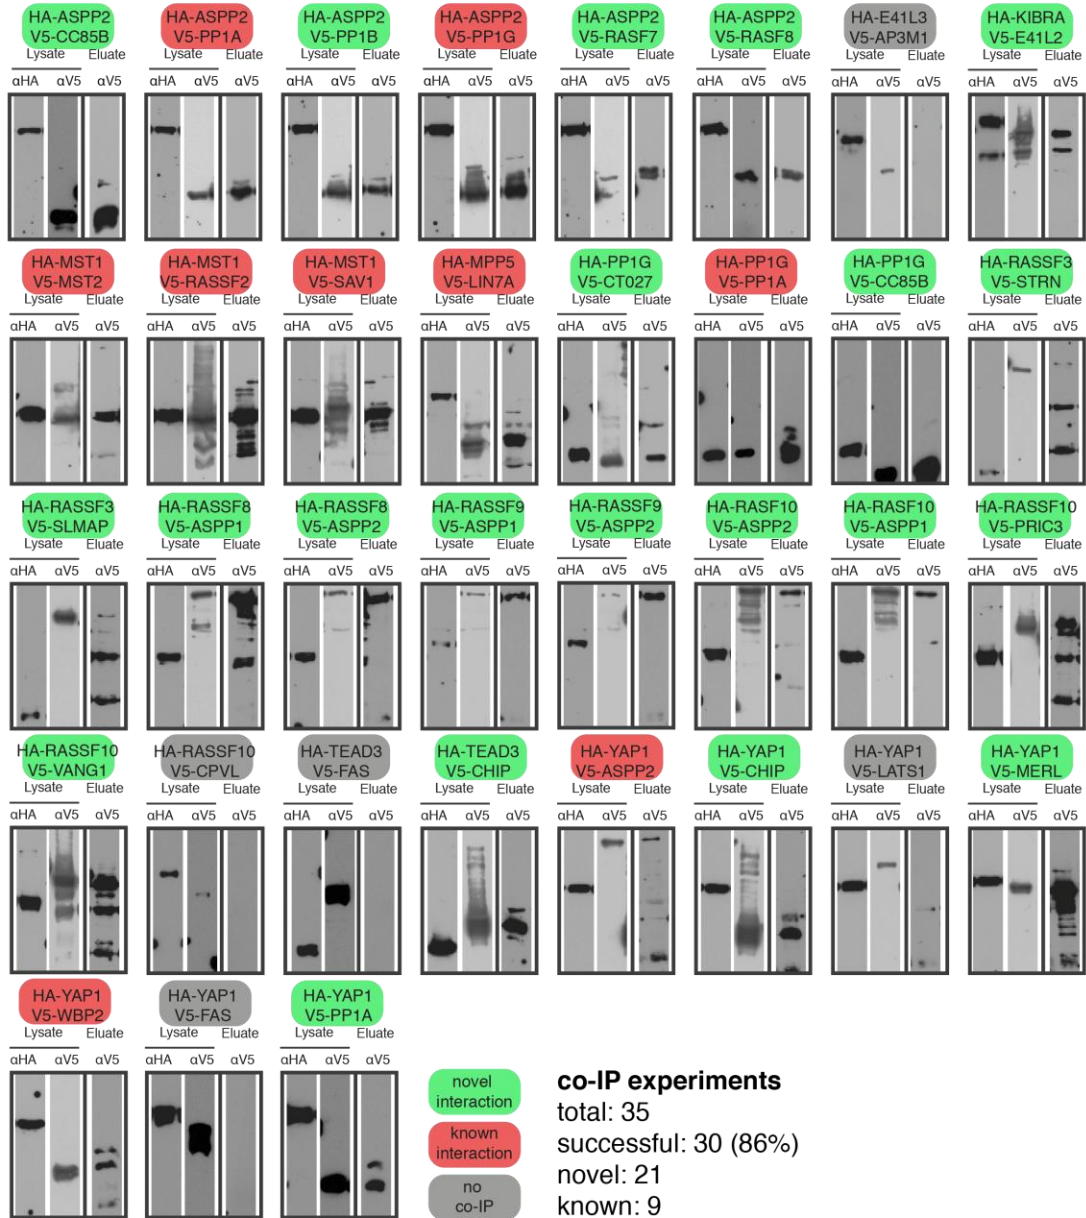 HA-ASPP2 HA-ASPP2 HA-ASPP2 HA-ASPP2 HA-ASPP2 HA-ASPP2 HA-E41L3 HA-KIBRA
V5-CC85B V5-PP1A V5-PP1B V5-PP1G V5-RASF7 V5-RASF8 V5-AP3M1 V5-E41L2
Lysate Eluate Lysate Eluate Lysate Eluate Lysate Eluate Lysate Eluate Lysate Eluate Lysate Eluate Lysate Eluate
αHA αV5 αV5 αHA αV5 αV5 αHA αV5 αV5 αHA αV5 αV5 αHA αV5 αV5 αHA αV5 αV5 αHA αV5 αV5 αHA αV5 αV5
HA-MST1 HA-MST1 HA-MST1 HA-MPP5 HA-PP1G HA-PP1G HA-PP1G HA-RASSF3
V5-MST2 V5-RASSF2 V5-SAV1 V5-LIN7A V5-CT027 V5-PP1A V5-CC85B V5-STRN
Lysate Eluate Lysate Eluate Lysate Eluate Lysate Eluate Lysate Eluate Lysate Eluate Lysate Eluate Lysate Eluate
αHA αV5 αV5 αHA αV5 αV5 αHA αV5 αV5 αHA αV5 αV5 αHA αV5 αV5 αHA αV5 αV5 αHA αV5 αV5 αHA αV5 αV5
HA-RASSF3 HA-RASSF8 HA-RASSF8 HA-RASSF9 HA-RASSF9 HA-RASF10 HA-RASF10 HA-RASSF10
V5-SLMAP V5-ASPP1 V5-ASPP2 V5-ASPP1 V5-ASPP2 V5-ASPP2 V5-ASPP1 V5-PRIC3
Lysate Eluate Lysate Eluate Lysate Eluate Lysate Eluate Lysate Eluate Lysate Eluate Lysate Eluate Lysate Eluate
αHA αV5 αV5 αHA αV5 αV5 αHA αV5 αV5 αHA αV5 αV5 αHA αV5 αV5 αHA αV5 αV5 αHA αV5 αV5 αHA αV5 αV5
HA-RASSF10 HA-RASSF10 HA-TEAD3 HA-TEAD3 HA-YAP1 HA-YAP1 HA-YAP1 HA-YAP1
V5-VANG1 V5-CPVL V5-FAS V5-CHIP V5-ASPP2 V5-CHIP V5-LATS1 V5-MERL
Lysate Eluate Lysate Eluate Lysate Eluate Lysate Eluate Lysate Eluate Lysate Eluate Lysate Eluate Lysate Eluate
αHA αV5 αV5 αHA αV5 αV5 αHA αV5 αV5 αHA αV5 αV5 αHA αV5 αV5 αHA αV5 αV5 αHA αV5 αV5 αHA αV5 αV5
HA-YAP1 HA-YAP1 HA-YAP1
V5-WBP2 V5-FAS V5-PP1A
Lysate Eluate Lysate Eluate Lysate Eluate
αHA αV5 αV5 αHA αV5 αV5 αHA αV5 αV5
novel
interaction
known
interaction
no
co-IP
co-IP experiments
total: 35
successful: 30 (86%)
novel: 21
known: 9